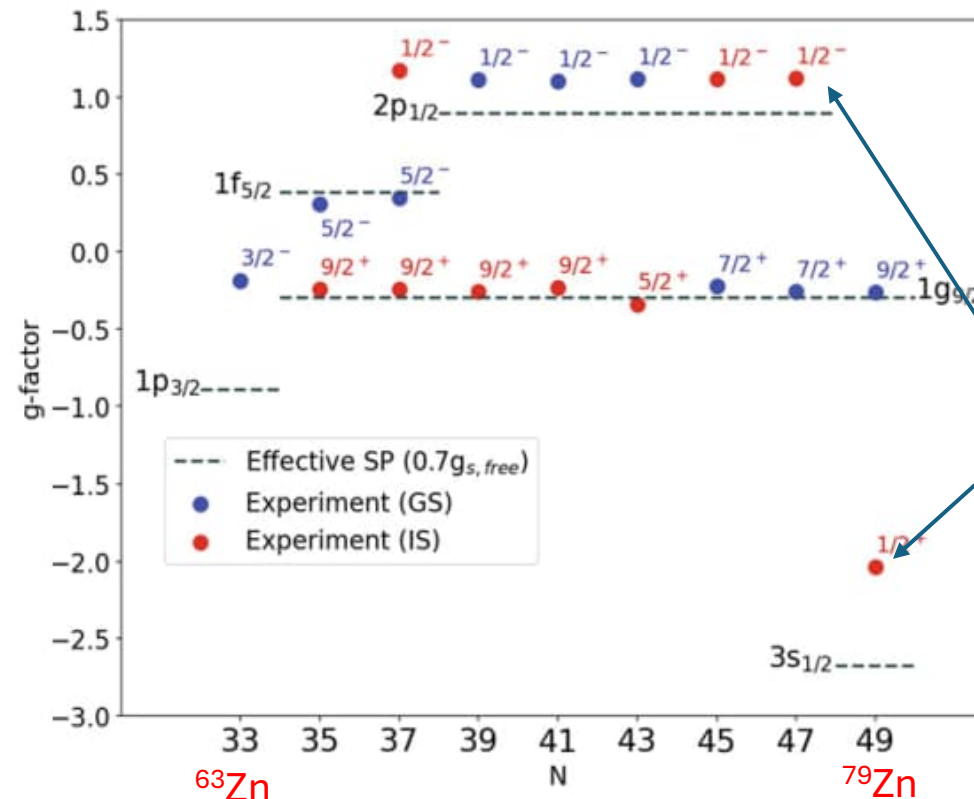 1.5
1/2⁻ 1/2⁻ 1/2⁻ 1/2⁻ 1/2⁻ 1/2⁻
1.0
2p₁/₂
0.5
1f₅/₂ 5/2⁻
5/2⁻
0.0
3/2⁻ 9/2⁺ 9/2⁺ 9/2⁺ 9/2⁺ 5/2⁺ 7/2⁺ 7/2⁺ 9/2⁺
1g₉/₂
−0.5
g-factor
1p₃/₂
−1.0
Effective SP (0.7gₛ,free)
−1.5
Experiment (GS)
Experiment (IS)
−2.0
1/2⁺
−2.5
3s₁/₂
−3.0
33 35 37 39 41 43 45 47 49
N
⁶³Zn ⁷⁹Zn